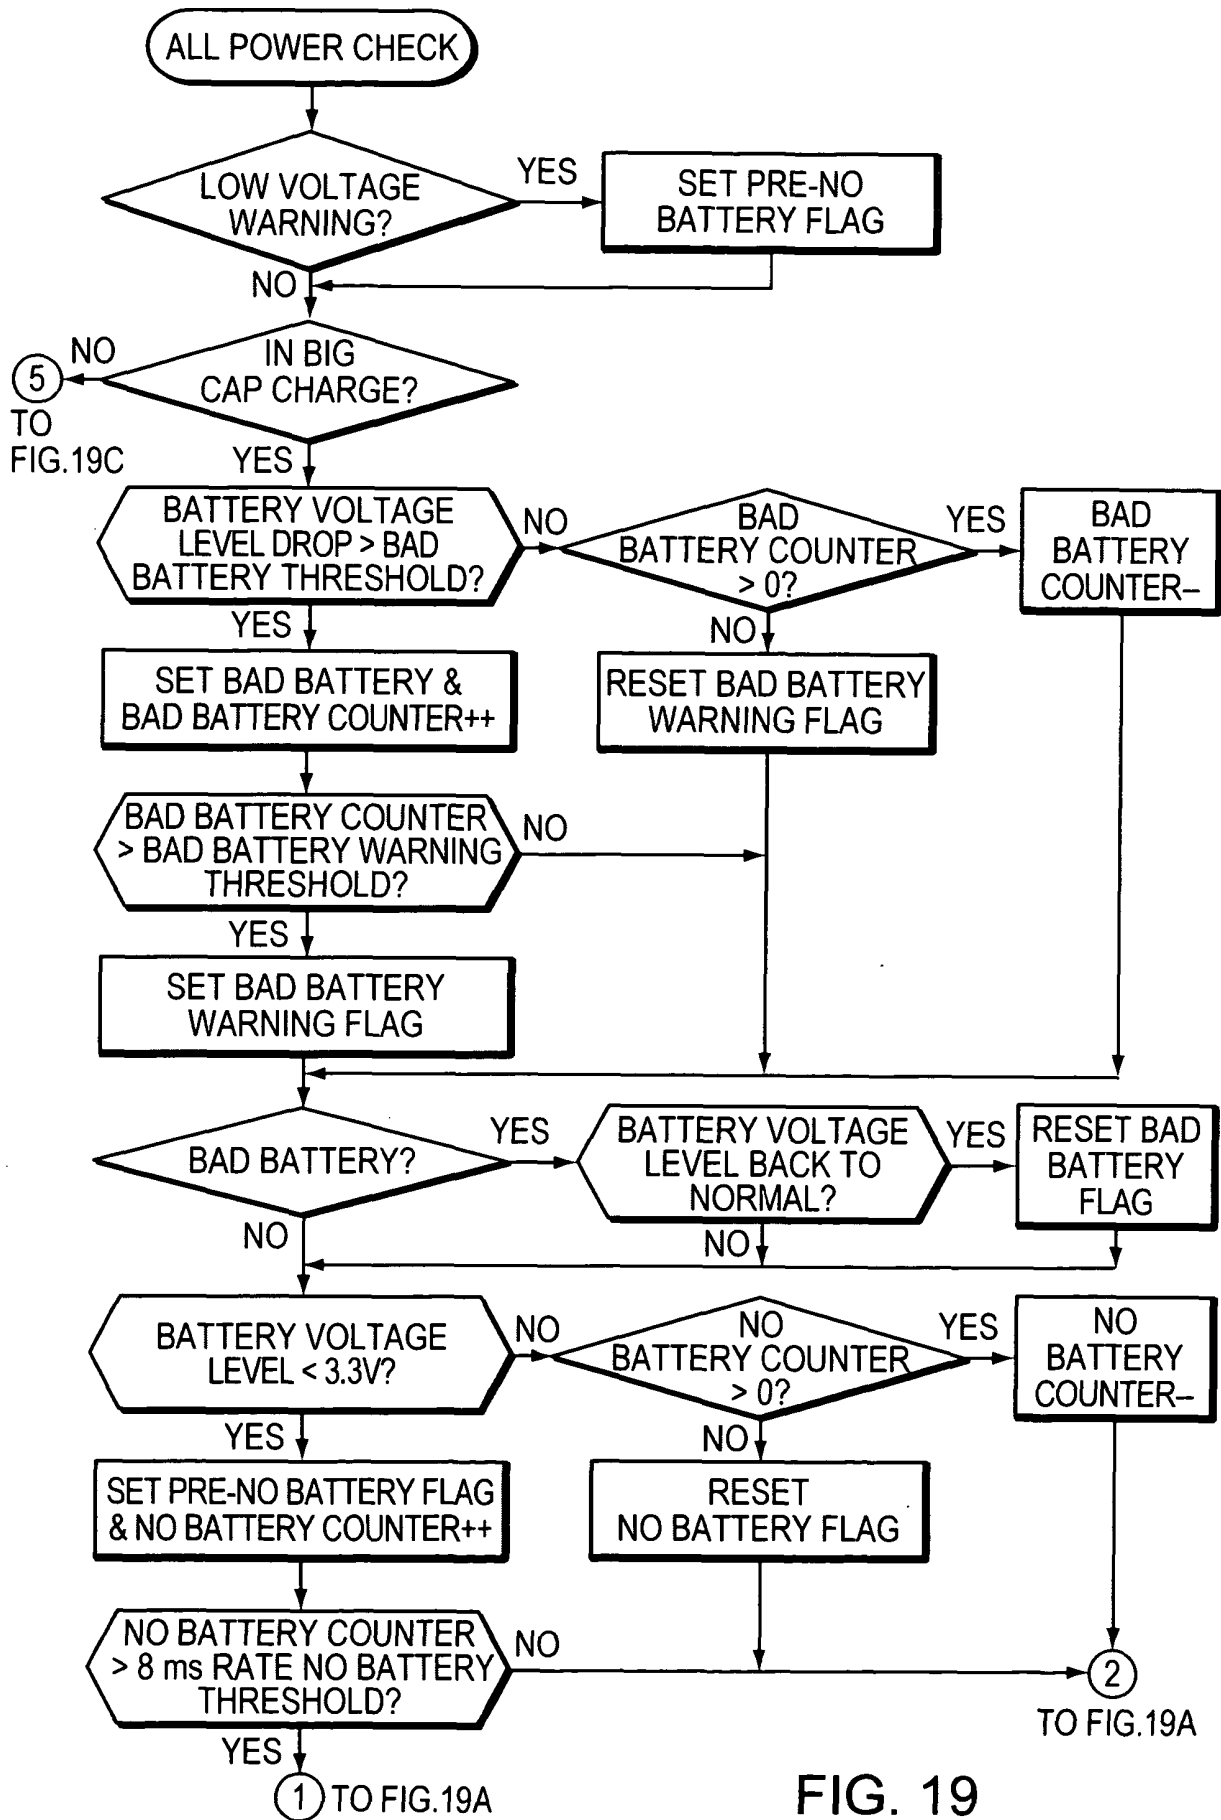 ALL POWER CHECK
LOW VOLTAGE
WARNING?
YES
SET PRE-NO
BATTERY FLAG
NO
IN BIG
CAP CHARGE?
NO
5
TO
FIG.19C
YES
BATTERY VOLTAGE
LEVEL DROP > BAD
BATTERY THRESHOLD?
NO
BAD
BATTERY COUNTER
> 0?
YES
BAD
BATTERY
COUNTER–
YES
NO
SET BAD BATTERY &
BAD BATTERY COUNTER++
RESET BAD BATTERY
WARNING FLAG
BAD BATTERY COUNTER
> BAD BATTERY WARNING
THRESHOLD?
NO
YES
SET BAD BATTERY
WARNING FLAG
BAD BATTERY?
YES
BATTERY VOLTAGE
LEVEL BACK TO
NORMAL?
YES
RESET BAD
BATTERY
FLAG
NO
NO
BATTERY VOLTAGE
LEVEL < 3.3V?
NO
NO
BATTERY COUNTER
> 0?
YES
NO
BATTERY
COUNTER–
YES
NO
SET PRE-NO BATTERY FLAG
& NO BATTERY COUNTER++
RESET
NO BATTERY FLAG
NO BATTERY COUNTER
> 8 ms RATE NO BATTERY
THRESHOLD?
NO
2
TO FIG.19A
YES
1 TO FIG.19A
FIG. 19